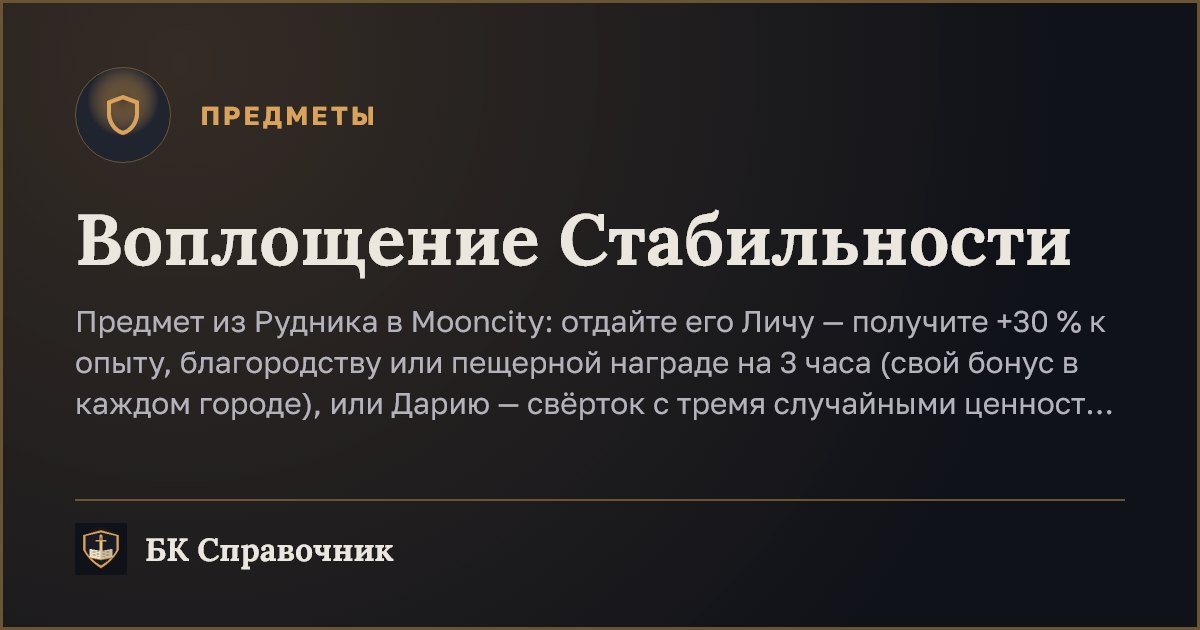 ПРЕДМЕТЫ
Воплощение Стабильности
Предмет из Рудника в Mooncity: отдайте его Личу — получите +30 % к
опыту, благородству или пещерной награде на 3 часа (свой бонус в
каждом городе), или Дарию — свёрток с тремя случайными ценност…
БК Справочник